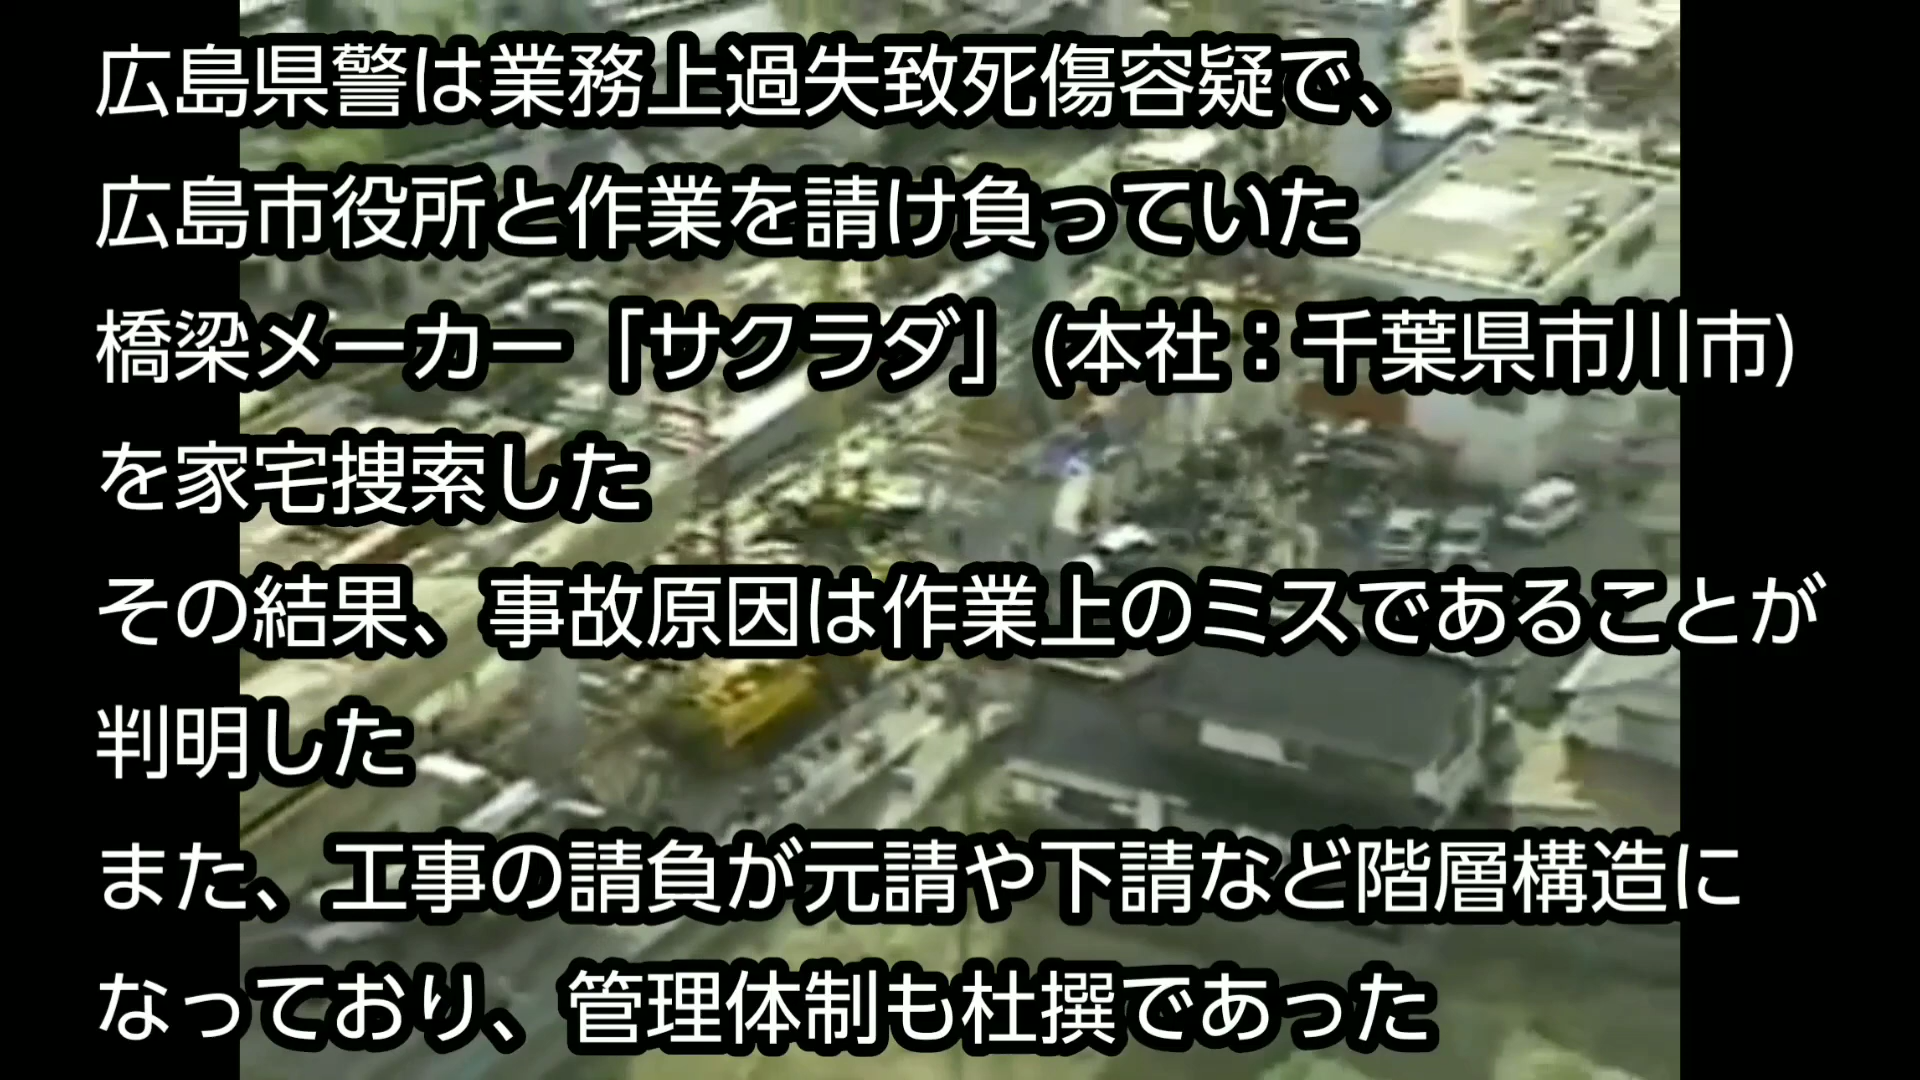 広島県警は業務上過失致死傷容疑で、
広島市役所と作業を請け負っていた
橋梁メーカー「サクラダ」(本社：千葉県市川市)
を家宅捜索した
その結果、事故原因は作業上のミスであることが
判明した
また、工事の請負が元請や下請など階層構造に
なっており、管理体制も杜撰であった